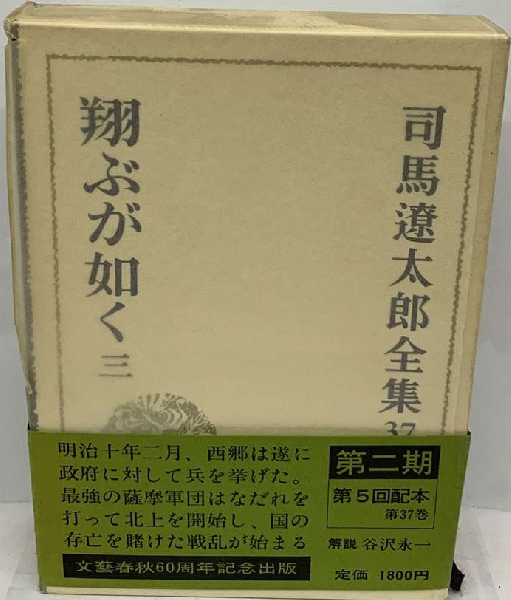 司馬遼太郎全集
37
翔ぶが如く 三
第二期
第5回配本
第37巻
解説 谷沢永一
定価 1800円
明治十年二月、西郷は遂に
政府に対して兵を挙げた。
最強の薩摩軍団はなだれを
打って北上を開始し、国の
存亡を賭けた戦乱が始まる
文藝春秋60周年記念出版